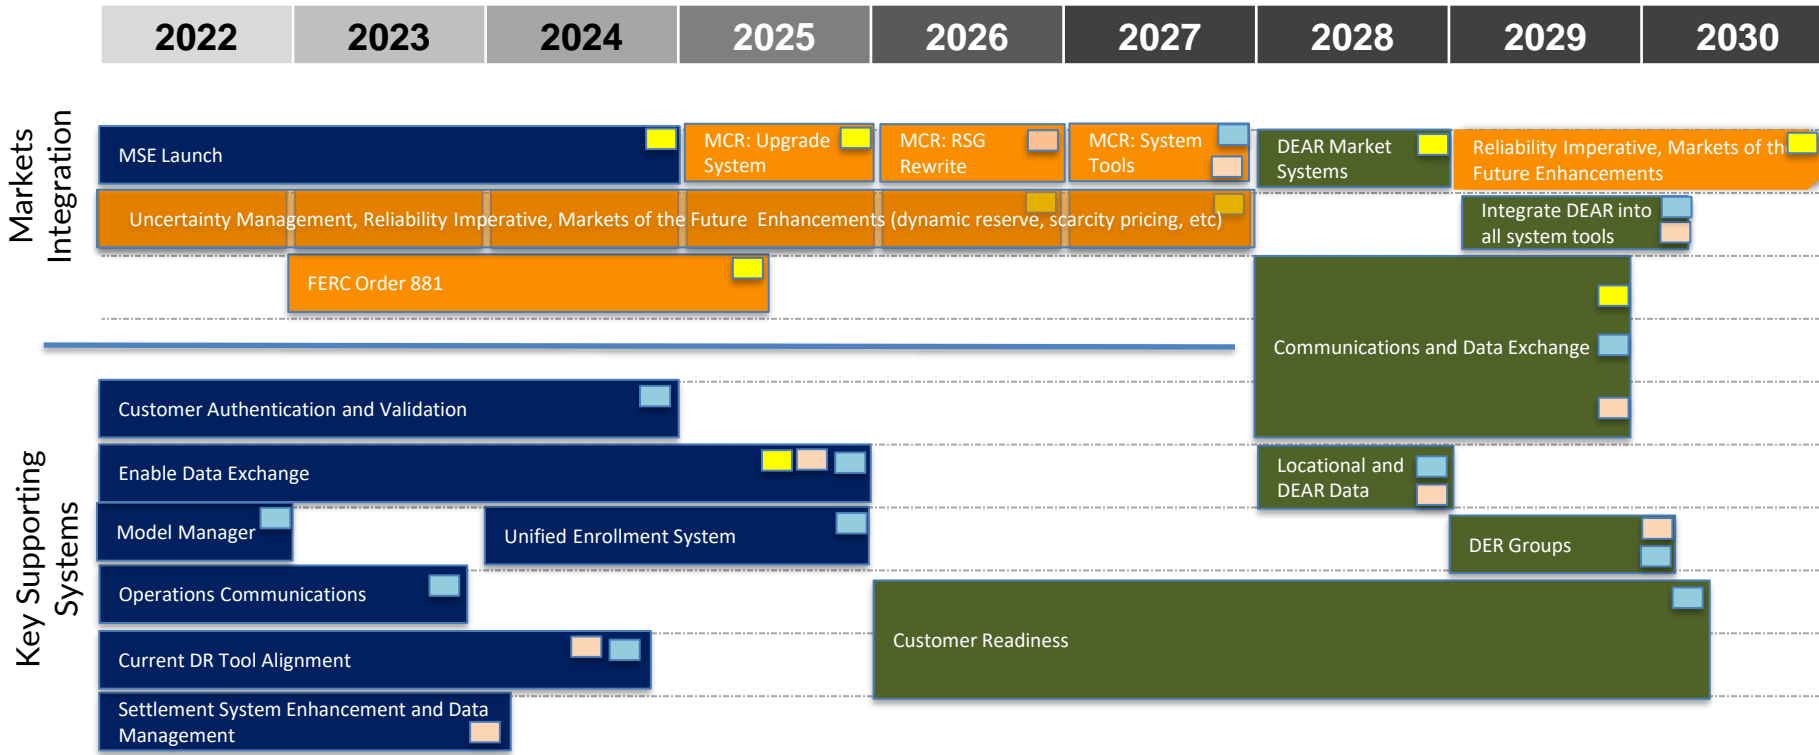 2022 2023 2024 2025 2026 2027 2028 2029 2030
Markets
Integration
MSE Launch
MCR: Upgrade
System
MCR: RSG
Rewrite
MCR: System
Tools
DEAR Market
Systems
Reliability Imperative, Markets of th
Future Enhancements
Uncertainty Management, Reliability Imperative, Markets of the Future Enhancements (dynamic reserve, scarcity pricing, etc)
Integrate DEAR into
all system tools
FERC Order 881
Communications and Data Exchange
Key Supporting
Systems
Customer Authentication and Validation
Enable Data Exchange
Locational and
DEAR Data
Model Manager
Unified Enrollment System
DER Groups
Operations Communications
Customer Readiness
Current DR Tool Alignment
Settlement System Enhancement and Data
Management